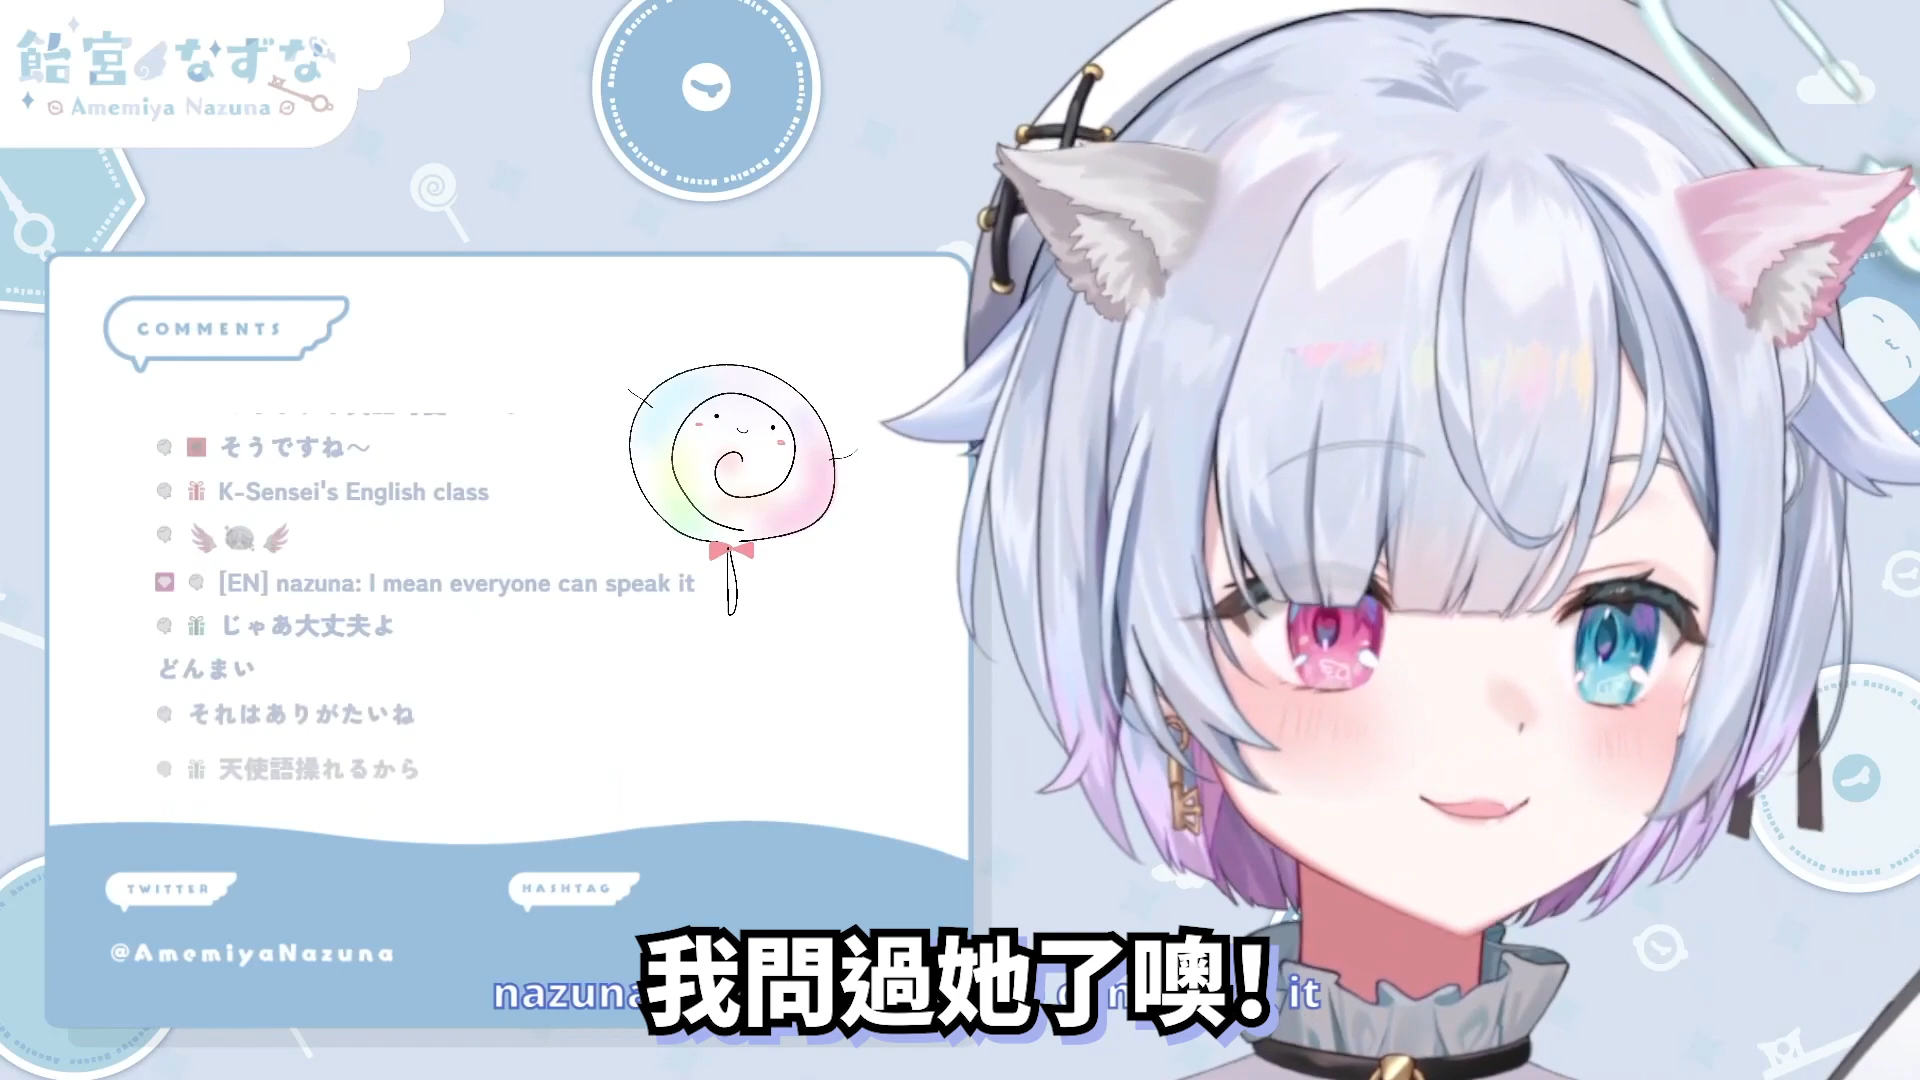 飴宮なずな
Amemiya Nazuna
COMMENTS
そうですね～
K-Sensei's English class
[EN] nazuna: I mean everyone can speak it
じゃあ大丈夫よ
どんまい
それはありがたいね
天使語操れるから
TWITTER
HASHTAG
@AmemiyaNazuna
我問過她了噢!
nazuna
it